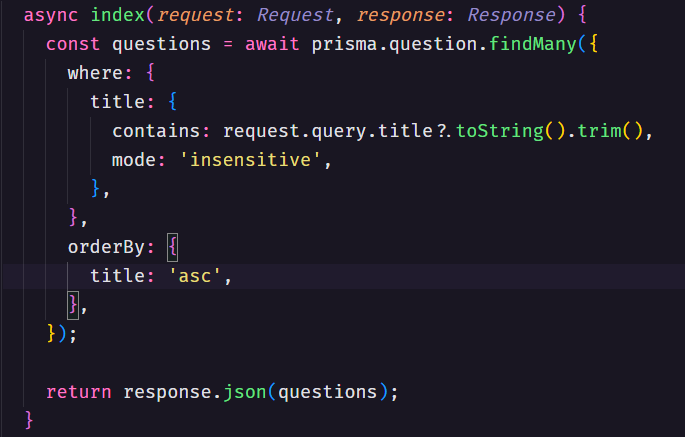 async index(request: Request, response: Response) {
const questions = await prisma.question.findMany({
where: {
title: {
contains: request.query.title?.toString().trim(),
mode: 'insensitive',
},
},
orderBy: {
title: 'asc',
},
});
return response.json(questions);
}